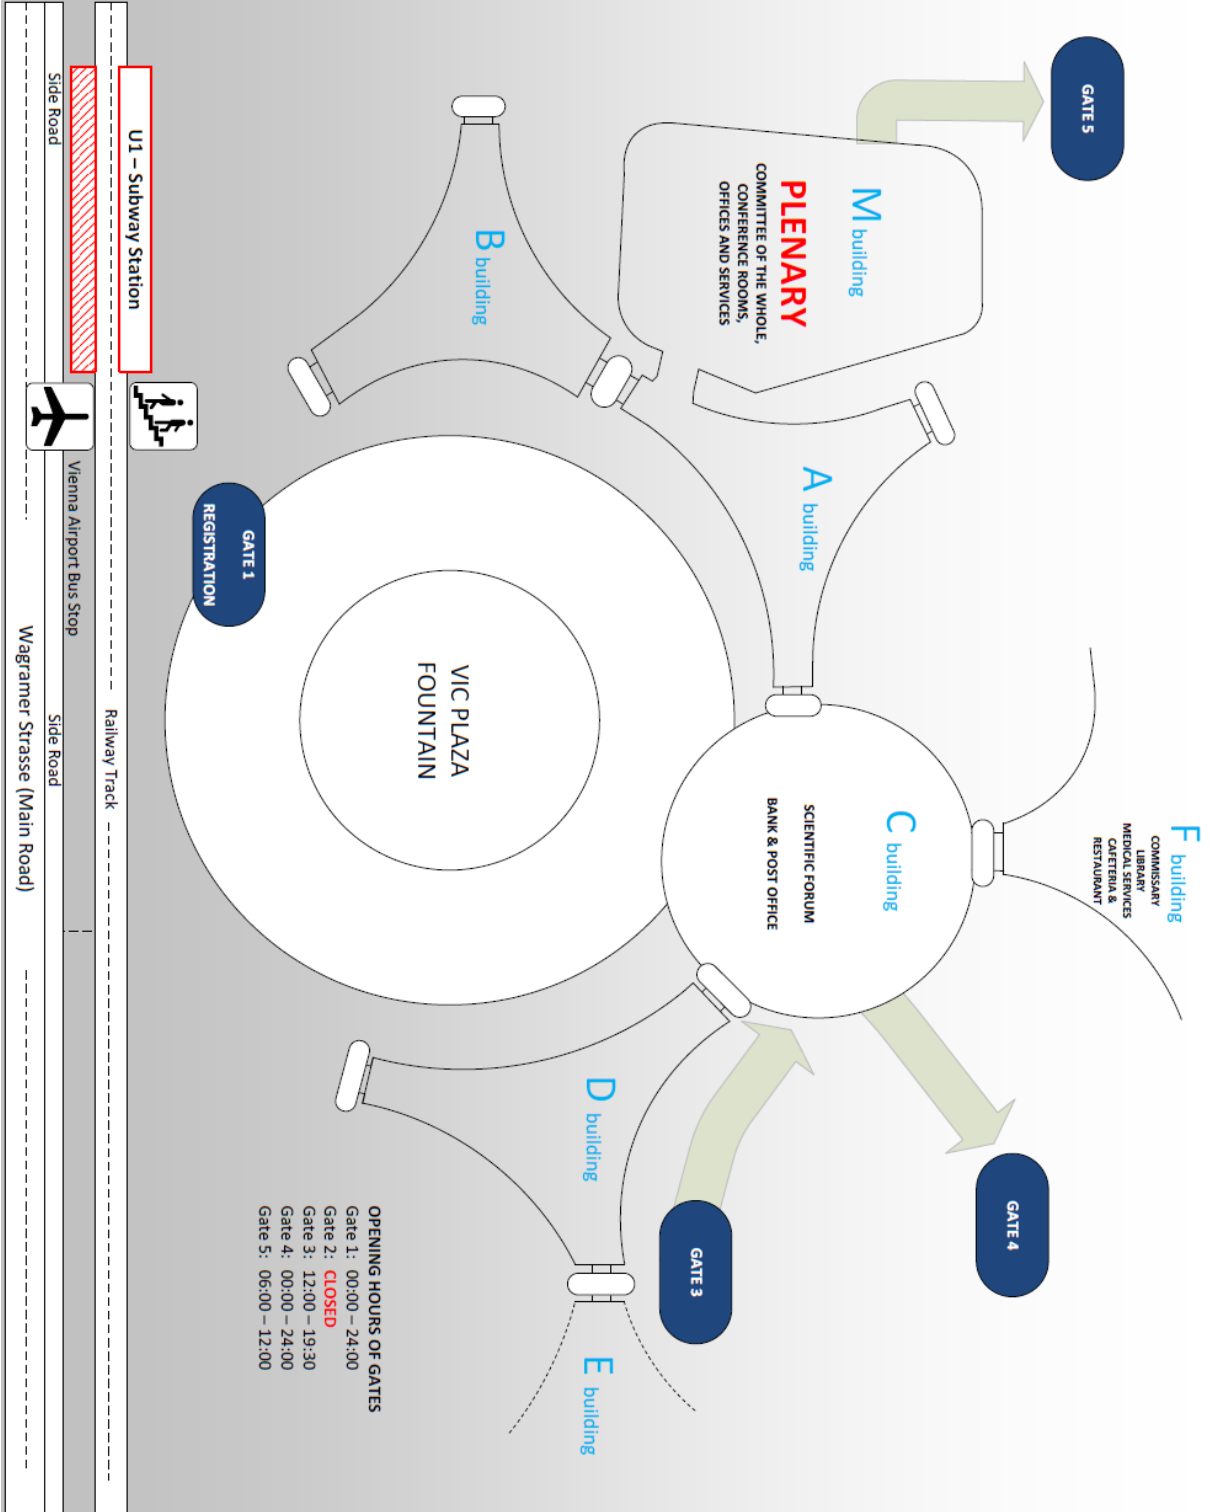 GATE 5
M building
PLENARY
COMMITTEE OF THE WHOLE,
CONFERENCE ROOMS,
OFFICES AND SERVICES
B building
U1 – Subway Station
Side Road
A building
F building
COMMISSARY
LIBRARY
MEDICAL SERVICES
CAFETERIA &
RESTAURANT
C building
SCIENTIFIC FORUM
BANK & POST OFFICE
VIC PLAZA
FOUNTAIN
GATE 1
REGISTRATION
Vienna Airport Bus Stop
Railway Track
Side Road
Wagramer Strasse (Main Road)
GATE 4
GATE 3
D building
E building
OPENING HOURS OF GATES
Gate 1: 00:00 – 24:00
Gate 2: CLOSED
Gate 3: 12:00 – 19:30
Gate 4: 00:00 – 24:00
Gate 5: 06:00 – 12:00